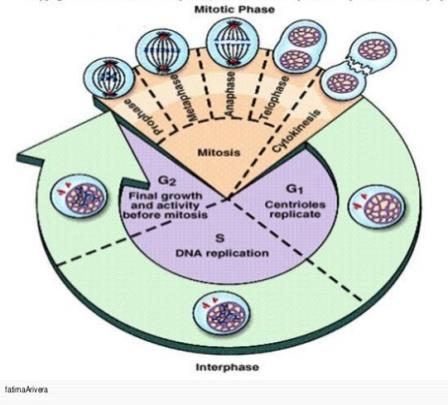 Mitotic Phase
Prophase
Metaphase
Anaphase
Telophase
Cytokinesis
Mitosis
G2
Final growth
and activity
before mitosis
G1
Centrioles
replicate
S
DNA replication
Interphase
fatimaArivera